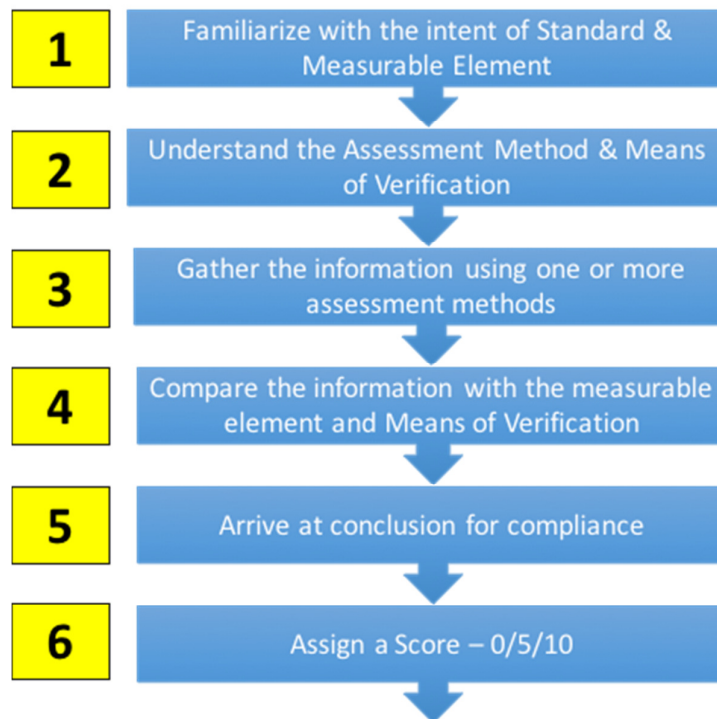 1
Familiarize with the intent of Standard &
Measurable Element
2
Understand the Assessment Method & Means
of Verification
3
Gather the information using one or more
assessment methods
4
Compare the information with the measurable
element and Means of Verification
5
Arrive at conclusion for compliance
6
Assign a Score – 0/5/10